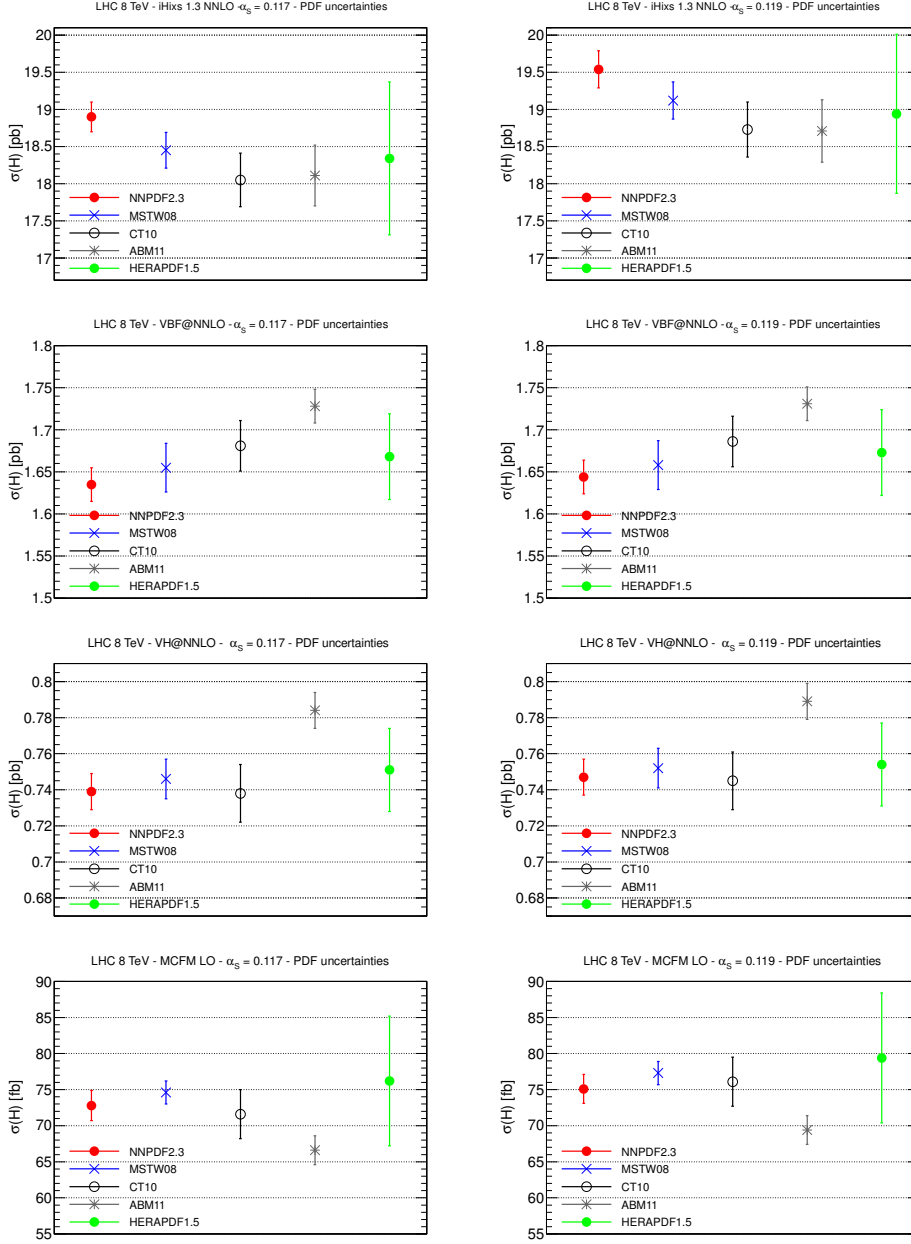 LHC 8 TeV - iHixs 1.3 NNLO -α_S = 0.117 - PDF uncertainties
20
19.5
19
18.5
18
17.5
17
σ(H) [pb]
NNPDF2.3
MSTW08
CT10
ABM11
HERAPDF1.5
LHC 8 TeV - iHixs 1.3 NNLO -α_S = 0.119 - PDF uncertainties
20
19.5
19
18.5
18
17.5
17
σ(H) [pb]
NNPDF2.3
MSTW08
CT10
ABM11
HERAPDF1.5
LHC 8 TeV - VBF@NNLO -α_S = 0.117 - PDF uncertainties
1.8
1.75
1.7
1.65
1.6
1.55
1.5
σ(H) [pb]
NNPDF2.3
MSTW08
CT10
ABM11
HERAPDF1.5
LHC 8 TeV - VBF@NNLO -α_S = 0.119 - PDF uncertainties
1.8
1.75
1.7
1.65
1.6
1.55
1.5
σ(H) [pb]
NNPDF2.3
MSTW08
CT10
ABM11
HERAPDF1.5
LHC 8 TeV - VH@NNLO - α_S = 0.117 - PDF uncertainties
0.8
0.78
0.76
0.74
0.72
0.7
0.68
σ(H) [pb]
NNPDF2.3
MSTW08
CT10
ABM11
HERAPDF1.5
LHC 8 TeV - VH@NNLO - α_S = 0.119 - PDF uncertainties
0.8
0.78
0.76
0.74
0.72
0.7
0.68
σ(H) [pb]
NNPDF2.3
MSTW08
CT10
ABM11
HERAPDF1.5
LHC 8 TeV - MCFM LO - α_S = 0.117 - PDF uncertainties
90
85
80
75
70
65
60
55
σ(H) [fb]
NNPDF2.3
MSTW08
CT10
ABM11
HERAPDF1.5
LHC 8 TeV - MCFM LO - α_S = 0.119 - PDF uncertainties
90
85
80
75
70
65
60
55
σ(H) [fb]
NNPDF2.3
MSTW08
CT10
ABM11
HERAPDF1.5